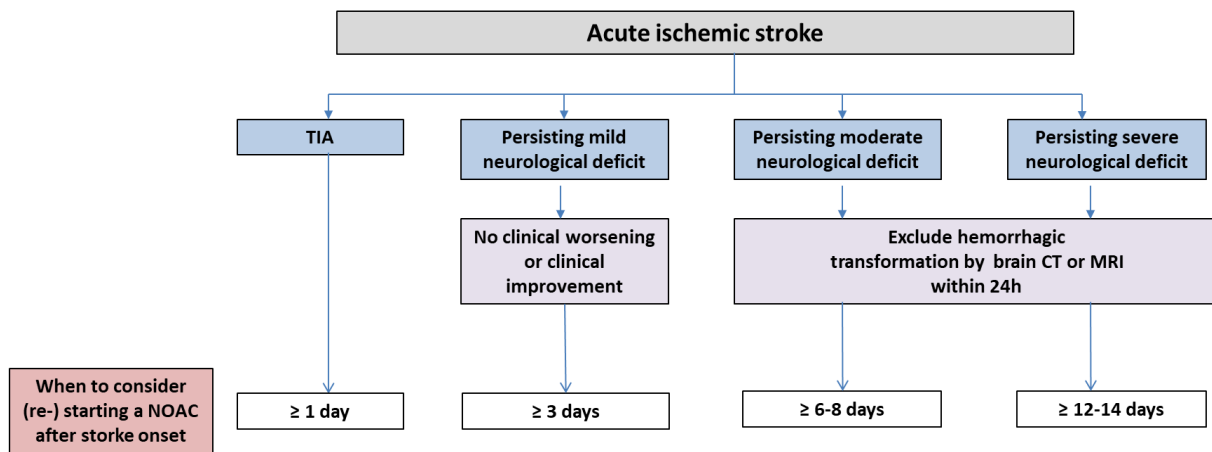 Acute ischemic stroke
TIA
Persisting mild
neurological deficit
Persisting moderate
neurological deficit
Persisting severe
neurological deficit
No clinical worsening
or clinical
improvement
Exclude hemorrhagic
transformation by brain CT or MRI
within 24h
When to consider
(re-) starting a NOAC
after storke onset
≥ 1 day
≥ 3 days
≥ 6-8 days
≥ 12-14 days